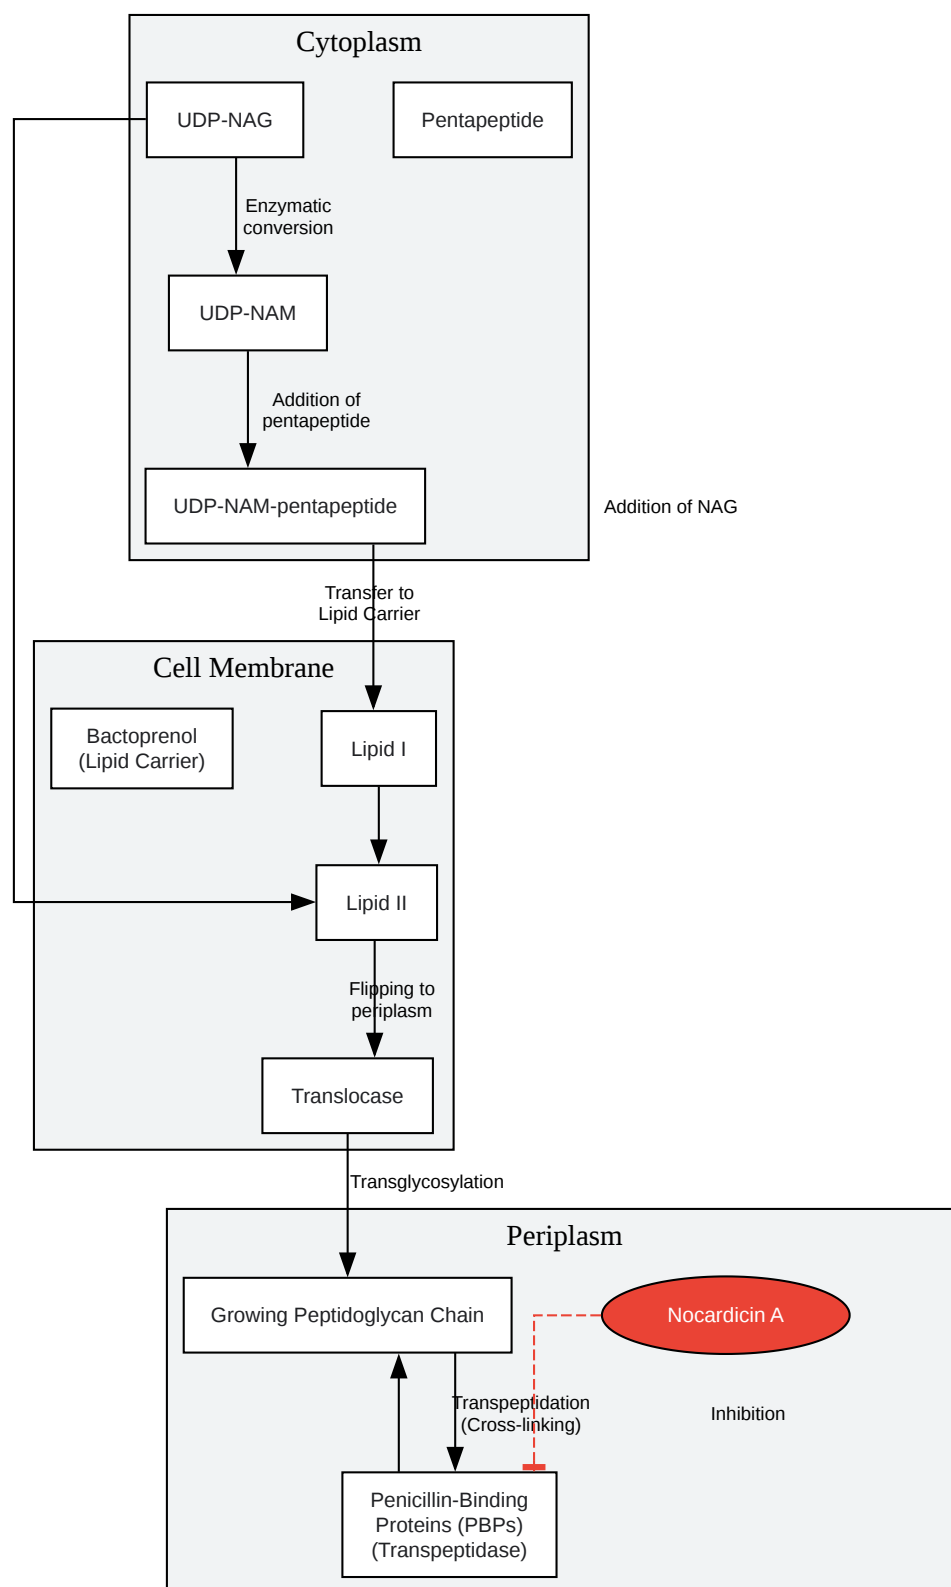 Cytoplasm
UDP-NAG
Pentapeptide
Enzymatic
conversion
UDP-NAM
Addition of
pentapeptide
UDP-NAM-pentapeptide
Addition of NAG
Transfer to
Lipid Carrier
Cell Membrane
Bactoprenol
(Lipid Carrier)
Lipid I
Lipid II
Flipping to
periplasm
Translocase
Transglycosylation
Periplasm
Growing Peptidoglycan Chain
Nocardicin A
Transpeptidation
(Cross-linking)
Inhibition
Penicillin-Binding
Proteins (PBPs)
(Transpeptidase)